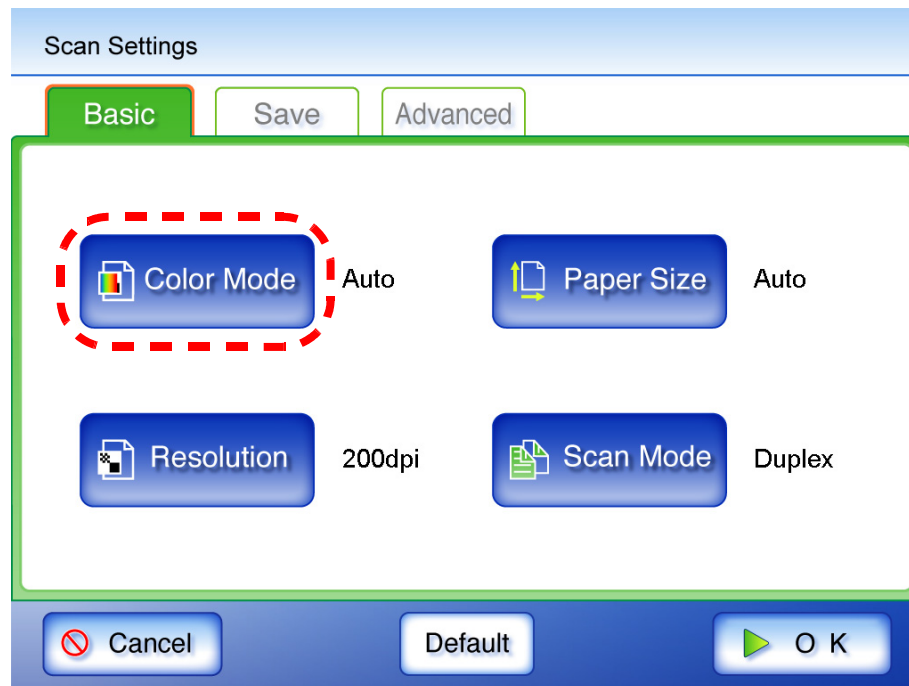 Scan Settings
Basic Save Advanced
Color Mode Auto Paper Size Auto
Resolution 200dpi Scan Mode Duplex
Cancel Default O K